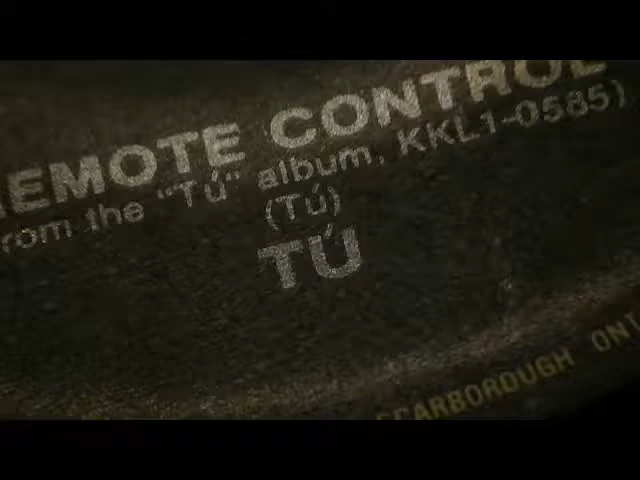 REMOTE CONTROL
from the "Tú" album, KKL1-0585)
(Tú)
TÚ
SCARBOROUGH ONT